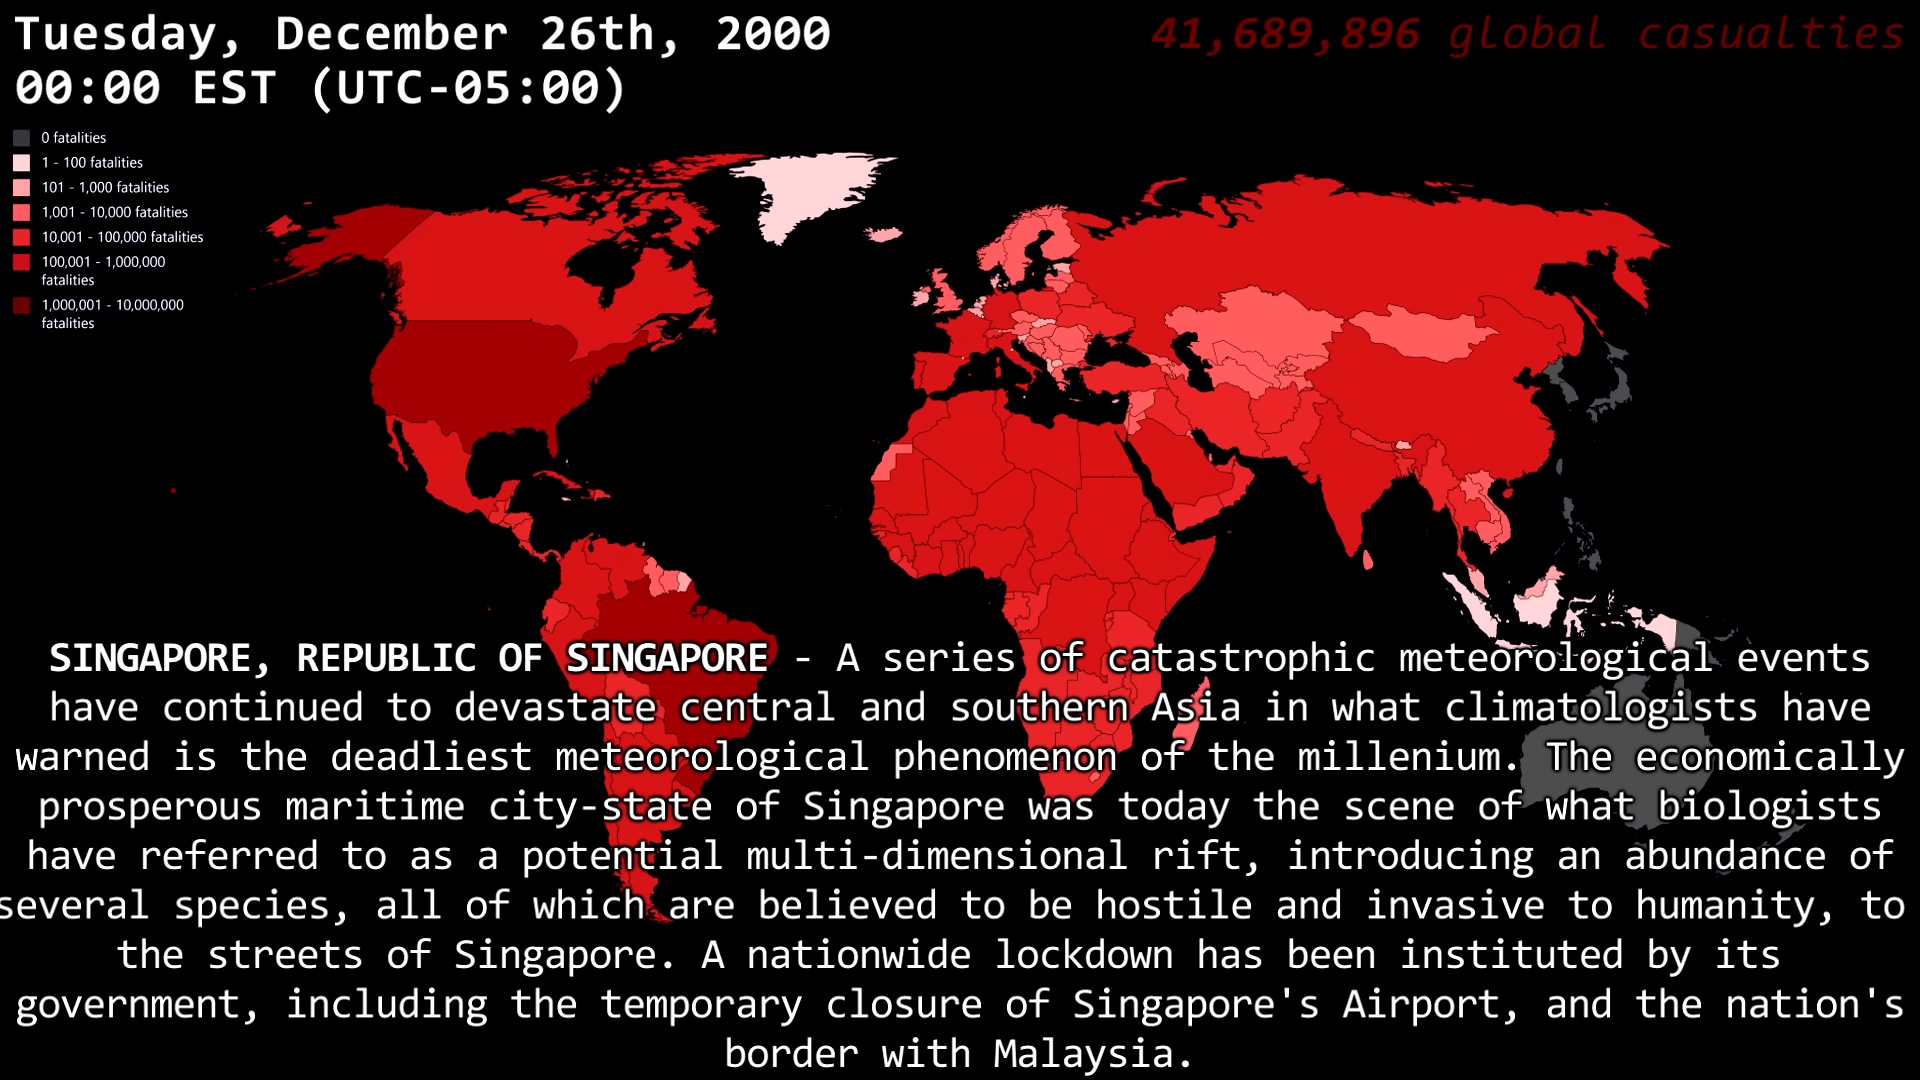 Tuesday, December 26th, 2000
00:00 EST (UTC-05:00)
41,689,896 global casualties
0 fatalities
1 - 100 fatalities
101 - 1,000 fatalities
1,001 - 10,000 fatalities
10,001 - 100,000 fatalities
100,001 - 1,000,000
fatalities
1,000,001 - 10,000,000
fatalities
SINGAPORE, REPUBLIC OF SINGAPORE - A series of catastrophic meteorological events
have continued to devastate central and southern Asia in what climatologists have
warned is the deadliest meteorological phenomenon of the millenium. The economically
prosperous maritime city-state of Singapore was today the scene of what biologists
have referred to as a potential multi-dimensional rift, introducing an abundance of
several species, all of which are believed to be hostile and invasive to humanity, to
the streets of Singapore. A nationwide lockdown has been instituted by its
government, including the temporary closure of Singapore's Airport, and the nation's
border with Malaysia.